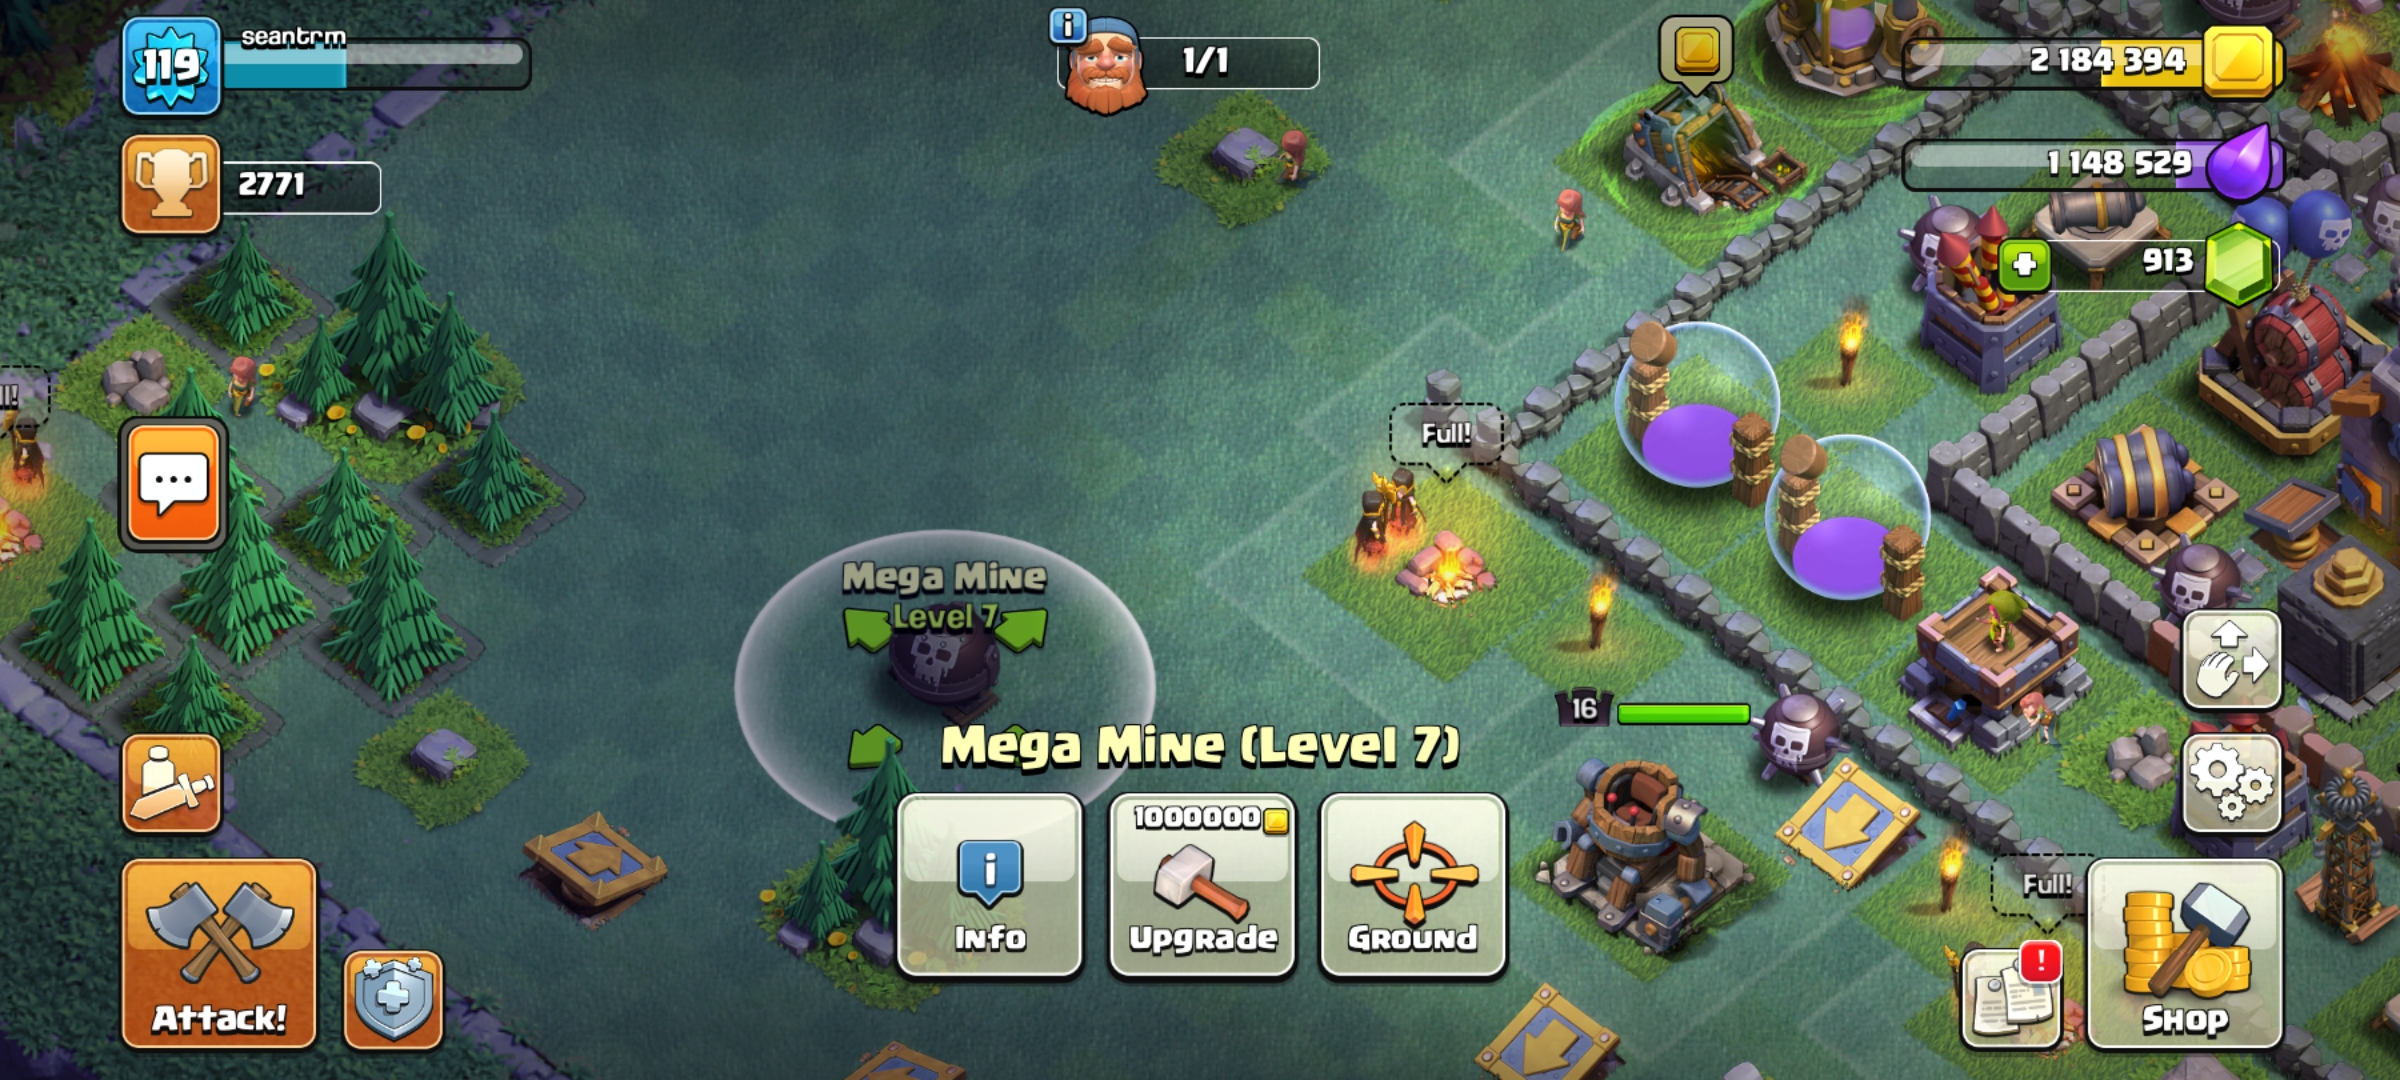 seantrm
119
i
1/1
2 184 394
1 148 529
2771
913
ll!
Full!
Mega Mine
Level 7
16
Mega Mine (Level 7)
1000000
i
Info
Upgrade
Ground
Full!
!
Attack!
Shop